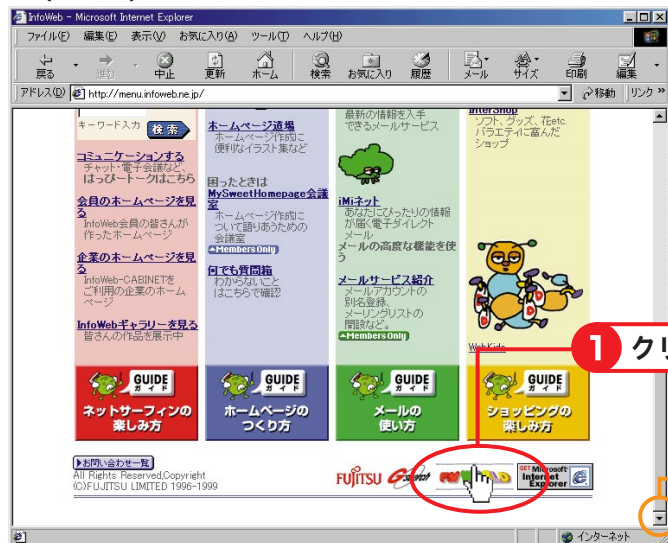 InfoWeb - Microsoft Internet Explorer
ファイル(F) 編集(E) 表示(V) お気に入り(A) ツール(T) ヘルプ(H)
戻る 進む 中止 更新 ホーム 検索 お気に入り 履歴 メール サイズ 印刷 編集
アドレス(D) http://menu.infoweb.ne.jp/ 移動 リンク »
キーワード入力 検索
コミュニケーションする
チャット・電子会議など、
はっぴートークはこちら
会員のホームページを見
る
InfoWeb会員の皆さんが
作ったホームページ
企業のホームページを見
る
InfoWeb-CABINETを
ご利用の企業のホーム
ページ
InfoWebギャラリーを見る
皆さんの作品を展示中
ホームページ道場
ホームページ作成に
便利なイラスト集など
困ったときは
MySweetHomepage会議
室
ホームページ作成に
ついて語りあうための
会議室
MembersOnly
何でも質問箱
わからないこと
はこちらで確認
最新の情報を入手
できるメールサービス
iMiネット
あなたにぴったりの情報
が届く電子ダイレクト
メール
メールの高度な機能を使
う
メールサービス紹介
メールアカウントの
別名登録、
メーリングリストの
開設など。
MembersOnly
InterShop
ソフト、グッズ、花etc.
バラエティに富んだ
ショップ
WebKids
1 クリ
GUIDE
ガイド
ネットサーフィンの
楽しみ方
GUIDE
ガイド
ホームページの
つくり方
GUIDE
ガイド
メールの
使い方
GUIDE
ガイド
ショッピングの
楽しみ方
お問い合わせ一覧
All Rights Reserved,Copyright
(C)FUJITSU LIMITED 1996-1999
FUJITSU
GET Microsoft
Internet
Explorer
インターネット